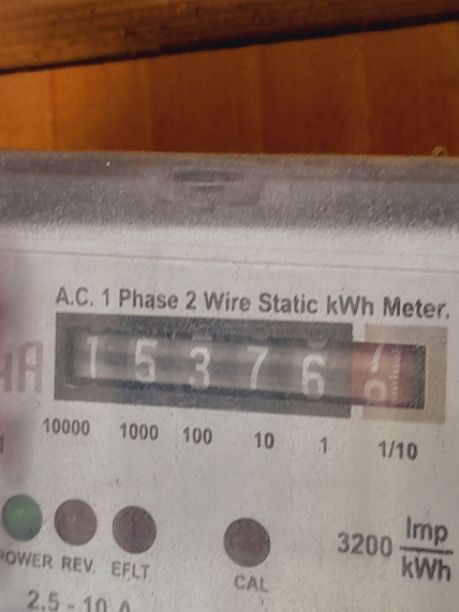 A.C. 1 Phase 2 Wire Static kWh Meter.
15376
10000 1000 100 10 1 1/10
3200 Imp/kWh
POWER REV. EFLT CAL
2.5 - 10 A